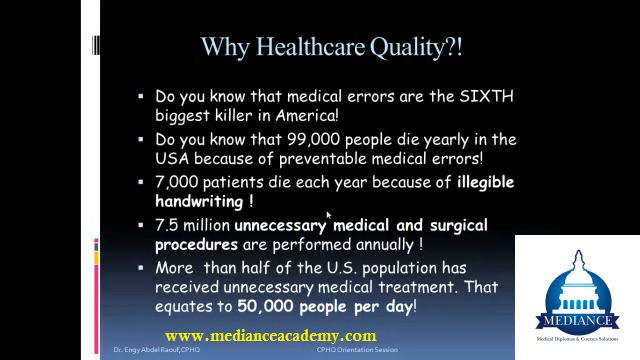 Why Healthcare Quality?!
Do you know that medical errors are the SIXTH
biggest killer in America!
Do you know that 99,000 people die yearly in the
USA because of preventable medical errors!
7,000 patients die each year because of illegible
handwriting !
7.5 million unnecessary medical and surgical
procedures are performed annually !
More than half of the U.S. population has
received unnecessary medical treatment. That
equates to 50,000 people per day!
www.medianceacademy.com
Dr. Engy Abdel Raouf,CPHQ
CPHQ Orientation Session
MEDIANCE
Medical Diplomas & Courses Solutions